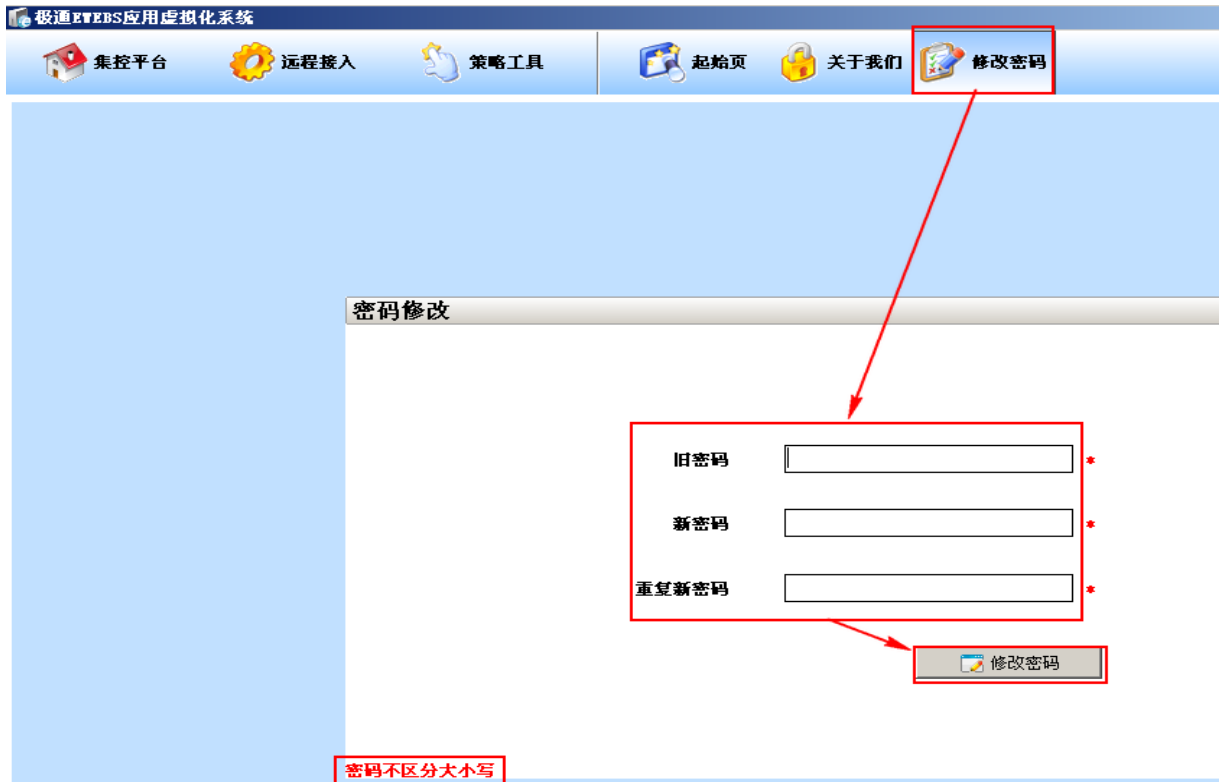 极通EWEBS应用虚拟化系统
集控平台 远程接入 策略工具 起始页 关于我们 修改密码
密码修改
旧密码 *
新密码 *
重复新密码 *
修改密码
密码不区分大小写